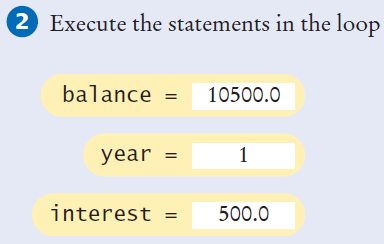 2 Execute the statements in the loop
balance = 10500.0
year = 1
interest = 500.0